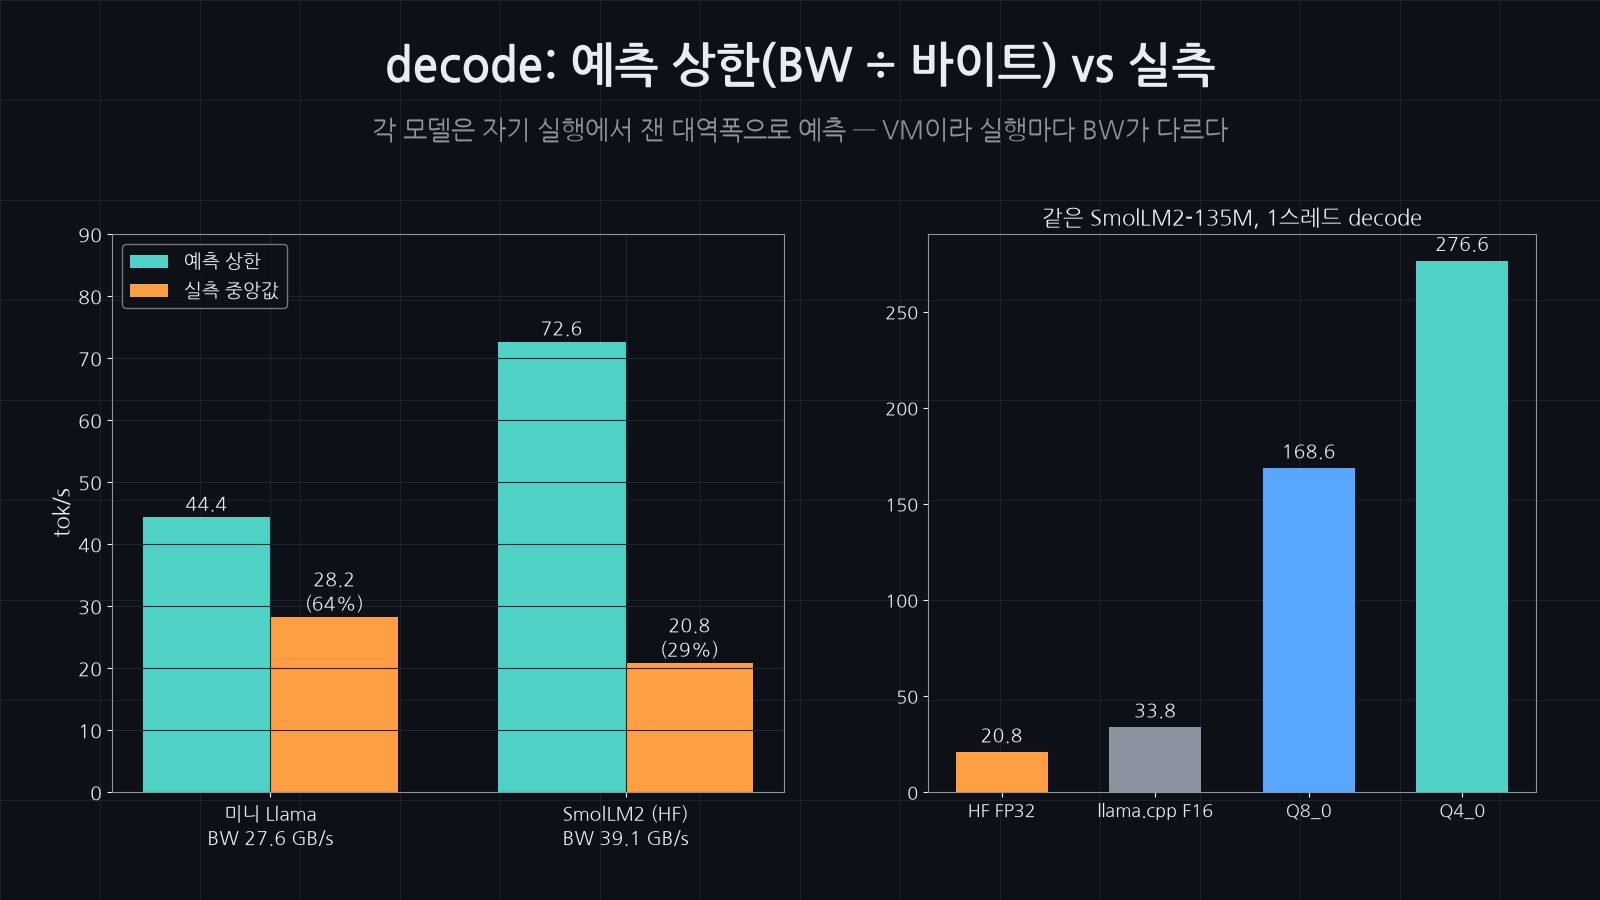 decode: 예측 상한(BW ÷ 바이트) vs 실측
각 모델은 자기 실행에서 잰 대역폭으로 예측 — VM이라 실행마다 BW가 다르다
예측 상한
실측 중앙값
tok/s
90
80
70
60
50
40
30
20
10
0
44.4
28.2
(64%)
72.6
20.8
(29%)
미니 Llama
BW 27.6 GB/s
SmolLM2 (HF)
BW 39.1 GB/s
같은 SmolLM2-135M, 1스레드 decode
250
200
150
100
50
0
20.8
33.8
168.6
276.6
HF FP32
llama.cpp F16
Q8_0
Q4_0